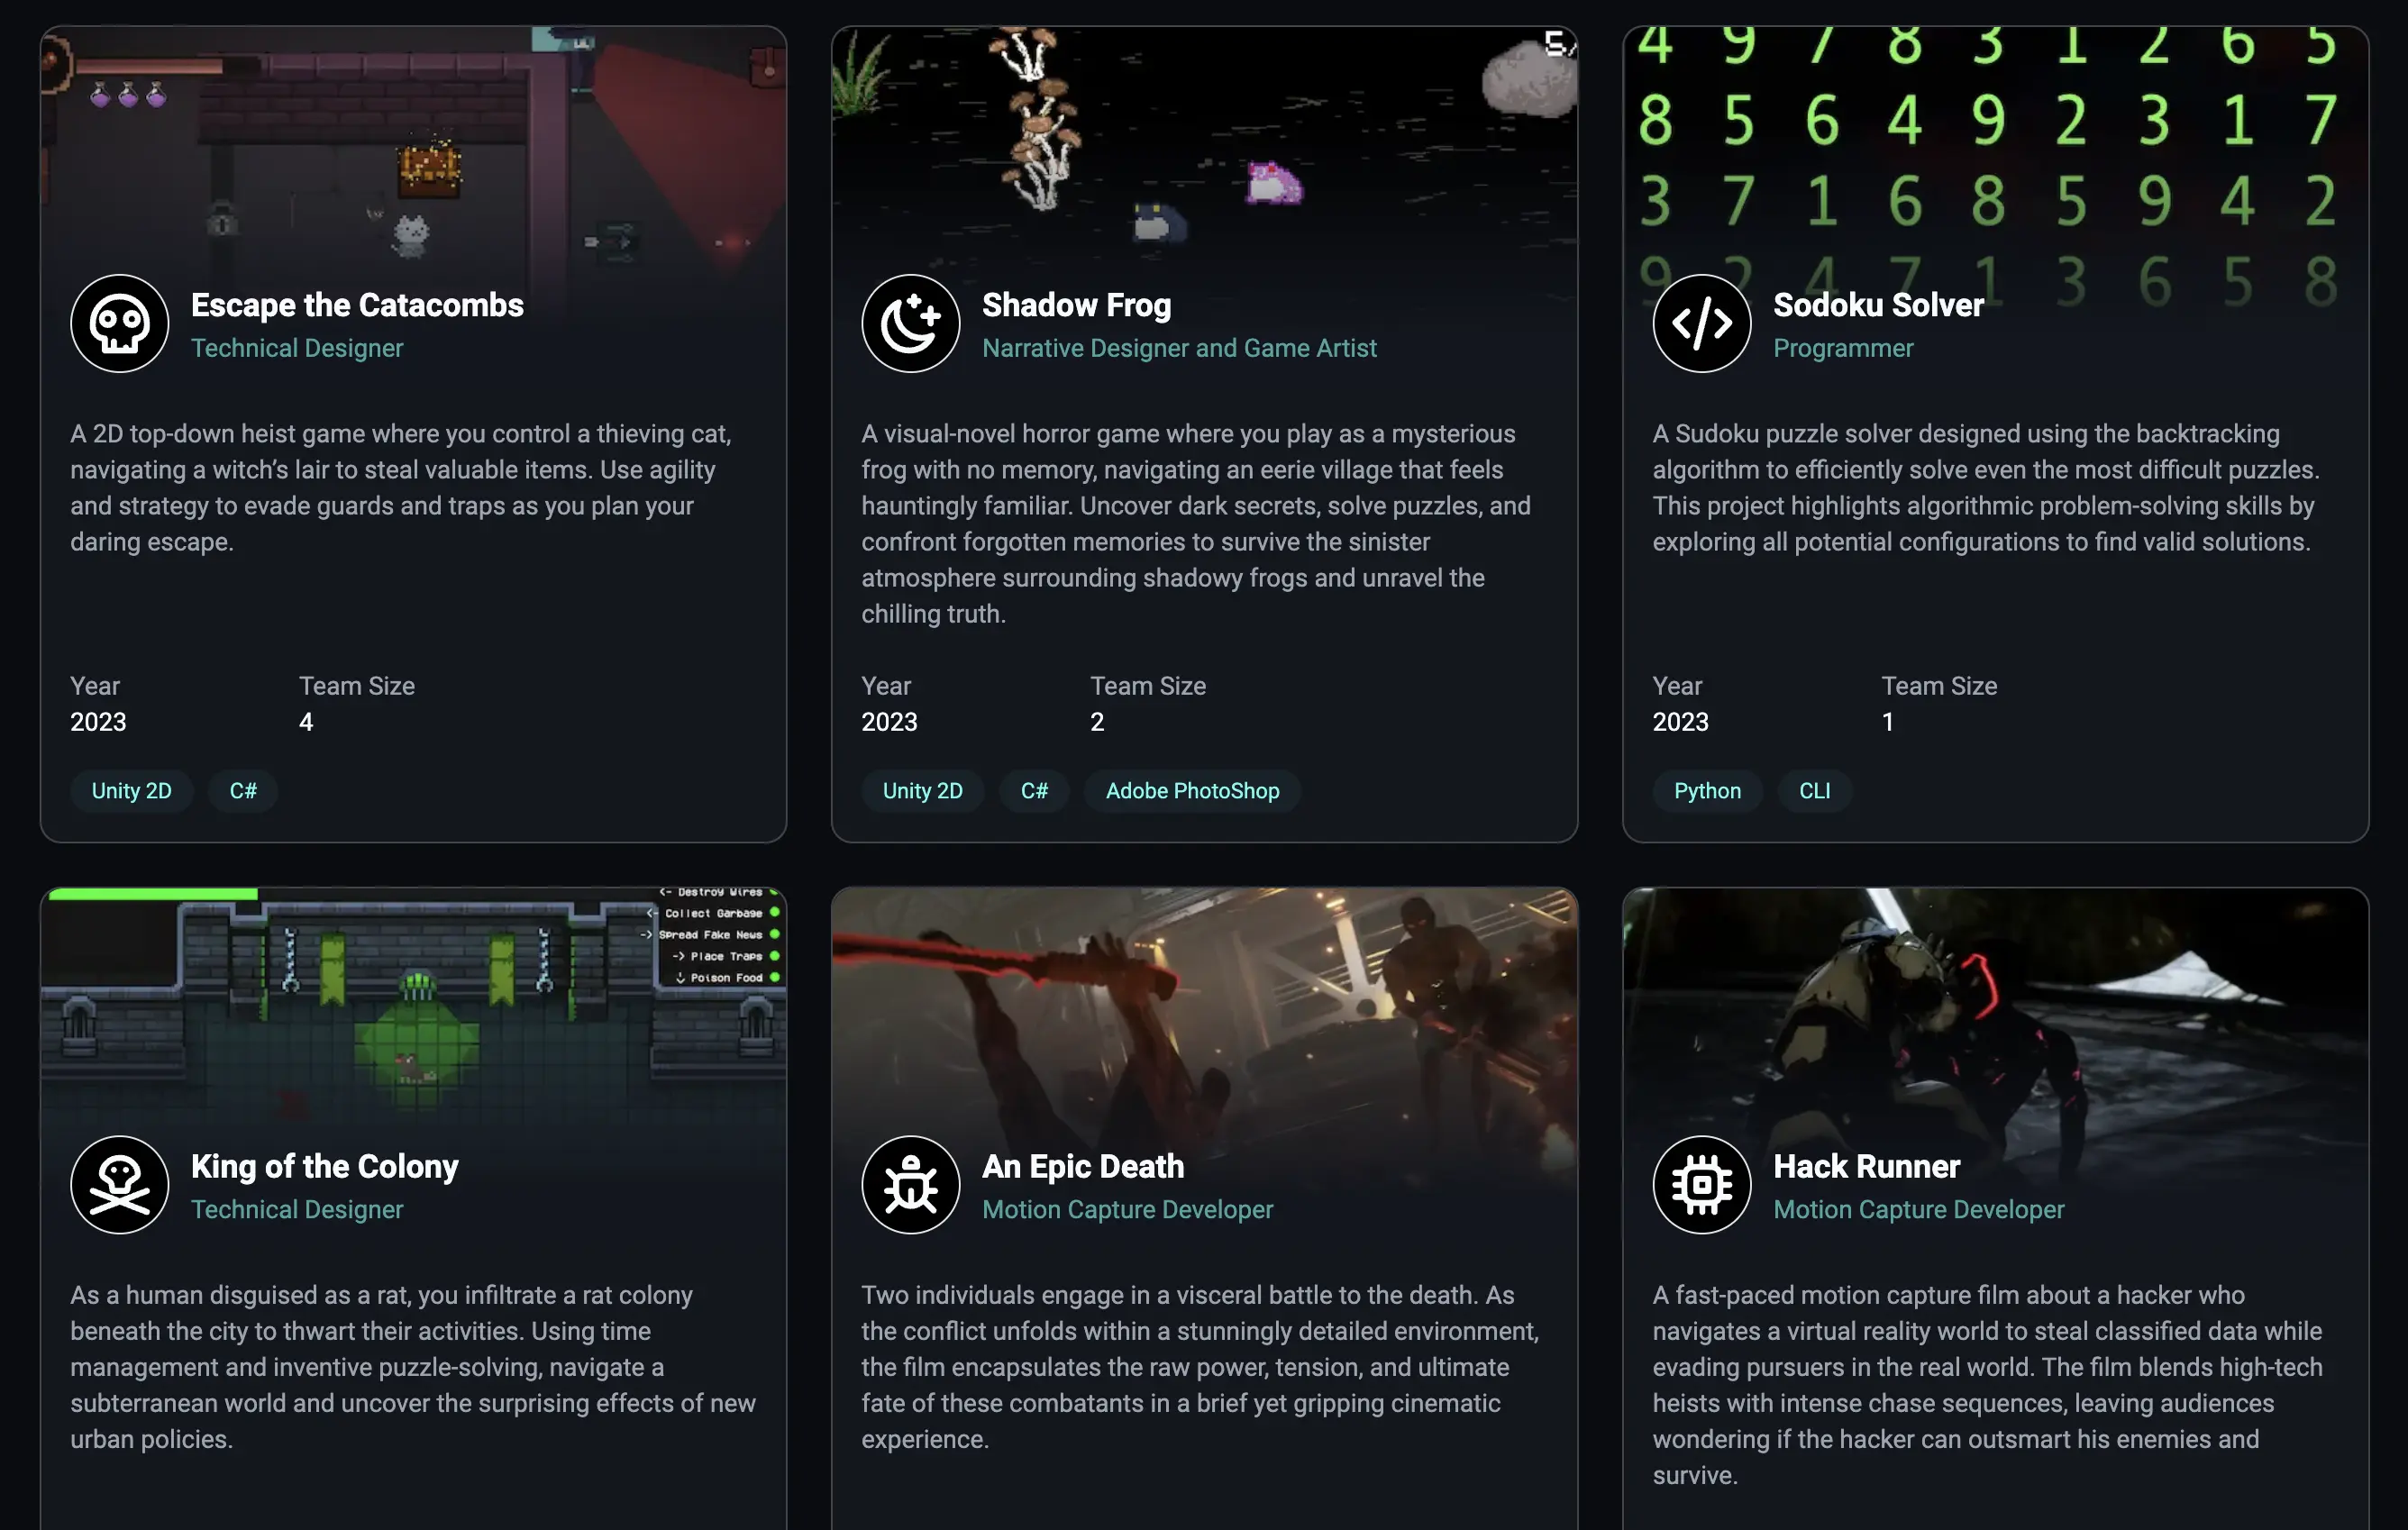 Escape the Catacombs
Technical Designer
A 2D top-down heist game where you control a thieving cat,
navigating a witch’s lair to steal valuable items. Use agility
and strategy to evade guards and traps as you plan your
daring escape.
Year
Team Size
2023
4
Unity 2D
C#
Shadow Frog
Narrative Designer and Game Artist
A visual-novel horror game where you play as a mysterious
frog with no memory, navigating an eerie village that feels
hauntingly familiar. Uncover dark secrets, solve puzzles, and
confront forgotten memories to survive the sinister
atmosphere surrounding shadowy frogs and unravel the
chilling truth.
Year
Team Size
2023
2
Unity 2D
C#
Adobe PhotoShop
4 9 7 8 3 1 2 6 5
8 5 6 4 9 2 3 1 7
3 7 1 6 8 5 9 4 2
9 2 4 7 1 3 6 5 8
Sodoku Solver
Programmer
A Sudoku puzzle solver designed using the backtracking
algorithm to efficiently solve even the most difficult puzzles.
This project highlights algorithmic problem-solving skills by
exploring all potential configurations to find valid solutions.
Year
Team Size
2023
1
Python
CLI
<- Destroy Wires
<- Collect Garbage
-> Spread Fake News
-> Place Traps
↓ Poison Food
King of the Colony
Technical Designer
As a human disguised as a rat, you infiltrate a rat colony
beneath the city to thwart their activities. Using time
management and inventive puzzle-solving, navigate a
subterranean world and uncover the surprising effects of new
urban policies.
An Epic Death
Motion Capture Developer
Two individuals engage in a visceral battle to the death. As
the conflict unfolds within a stunningly detailed environment,
the film encapsulates the raw power, tension, and ultimate
fate of these combatants in a brief yet gripping cinematic
experience.
Hack Runner
Motion Capture Developer
A fast-paced motion capture film about a hacker who
navigates a virtual reality world to steal classified data while
evading pursuers in the real world. The film blends high-tech
heists with intense chase sequences, leaving audiences
wondering if the hacker can outsmart his enemies and
survive.